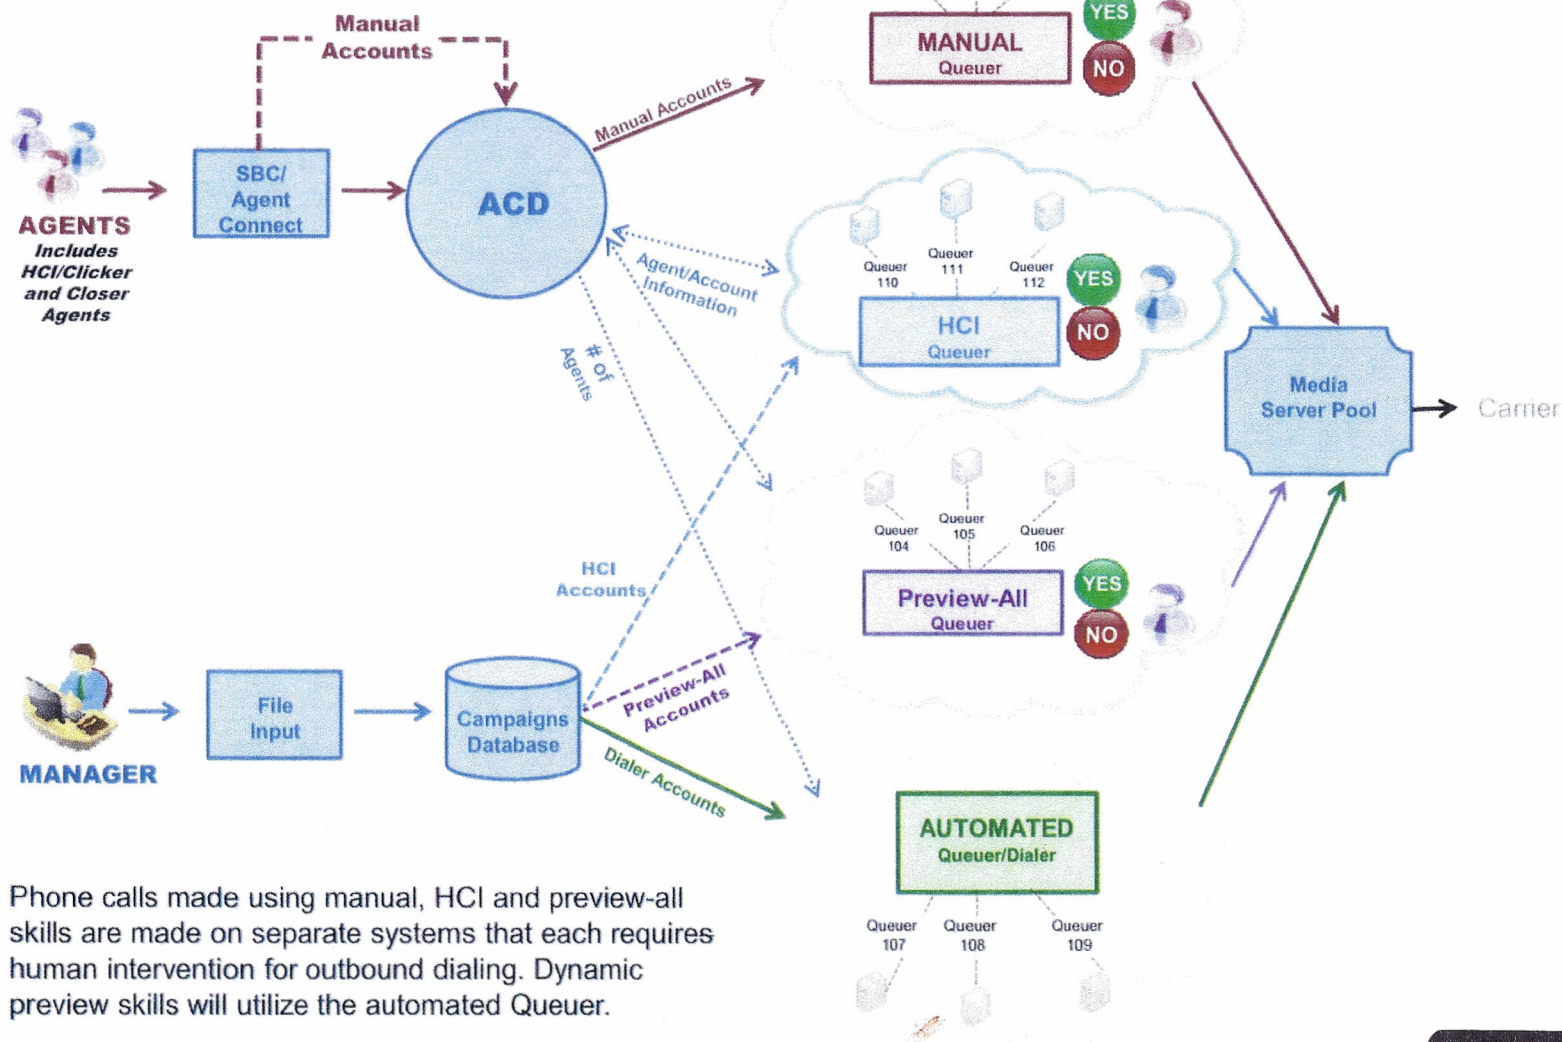 Manual
Accounts
YES
MANUAL
Queuer
NO
Manual Accounts
SBC/
Agent
Connect
ACD
AGENTS
Includes
HCI/Clicker
and Closer
Agents
Agent/Account
Information
# of
Agents
Queuer
110
Queuer
111
Queuer
112
YES
HCI
Queuer
NO
Media
Server Pool
Carrier
Queuer
104
Queuer
105
Queuer
106
YES
Preview-All
Queuer
NO
HCI
Accounts
Preview-All
Accounts
File
Input
Campaigns
Database
MANAGER
Dialer Accounts
AUTOMATED
Queuer/Dialer
Queuer
107
Queuer
108
Queuer
109
Phone calls made using manual, HCI and preview-all
skills are made on separate systems that each requires
human intervention for outbound dialing. Dynamic
preview skills will utilize the automated Queuer.